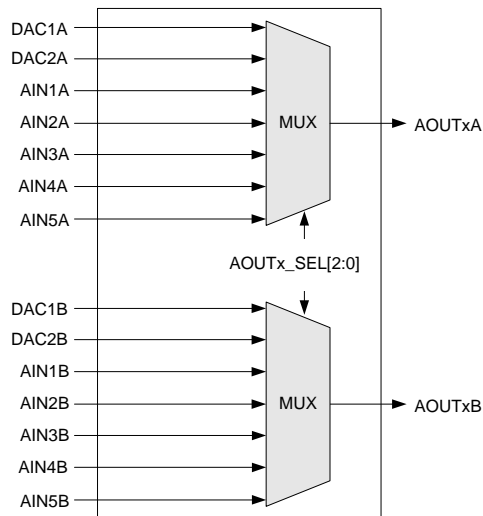 DAC1A
DAC2A
AIN1A
AIN2A
MUX
AOUTxA
AIN3A
AIN4A
AIN5A
AOUTx_SEL[2:0]
DAC1B
DAC2B
AIN1B
AIN2B
MUX
AOUTxB
AIN3B
AIN4B
AIN5B